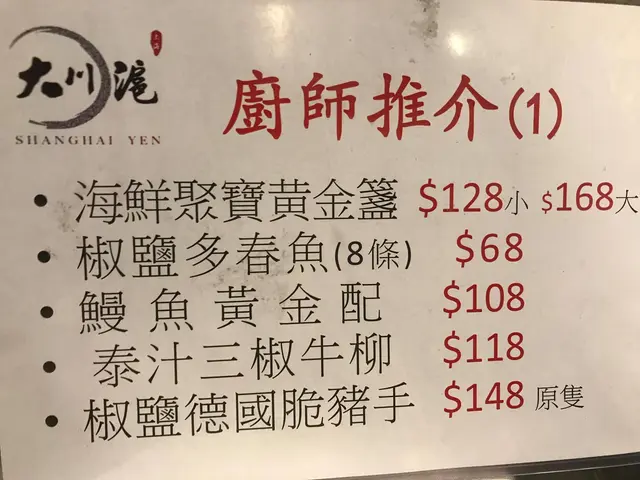 大川滬
SHANGHAI YEN
廚師推介(1)
• 海鮮聚寶黃金盞 $128小 $168大
• 椒鹽多春魚(8條) $68
• 鰻魚黃金配 $108
• 泰汁三椒牛柳 $118
• 椒鹽德國脆豬手 $148 原隻